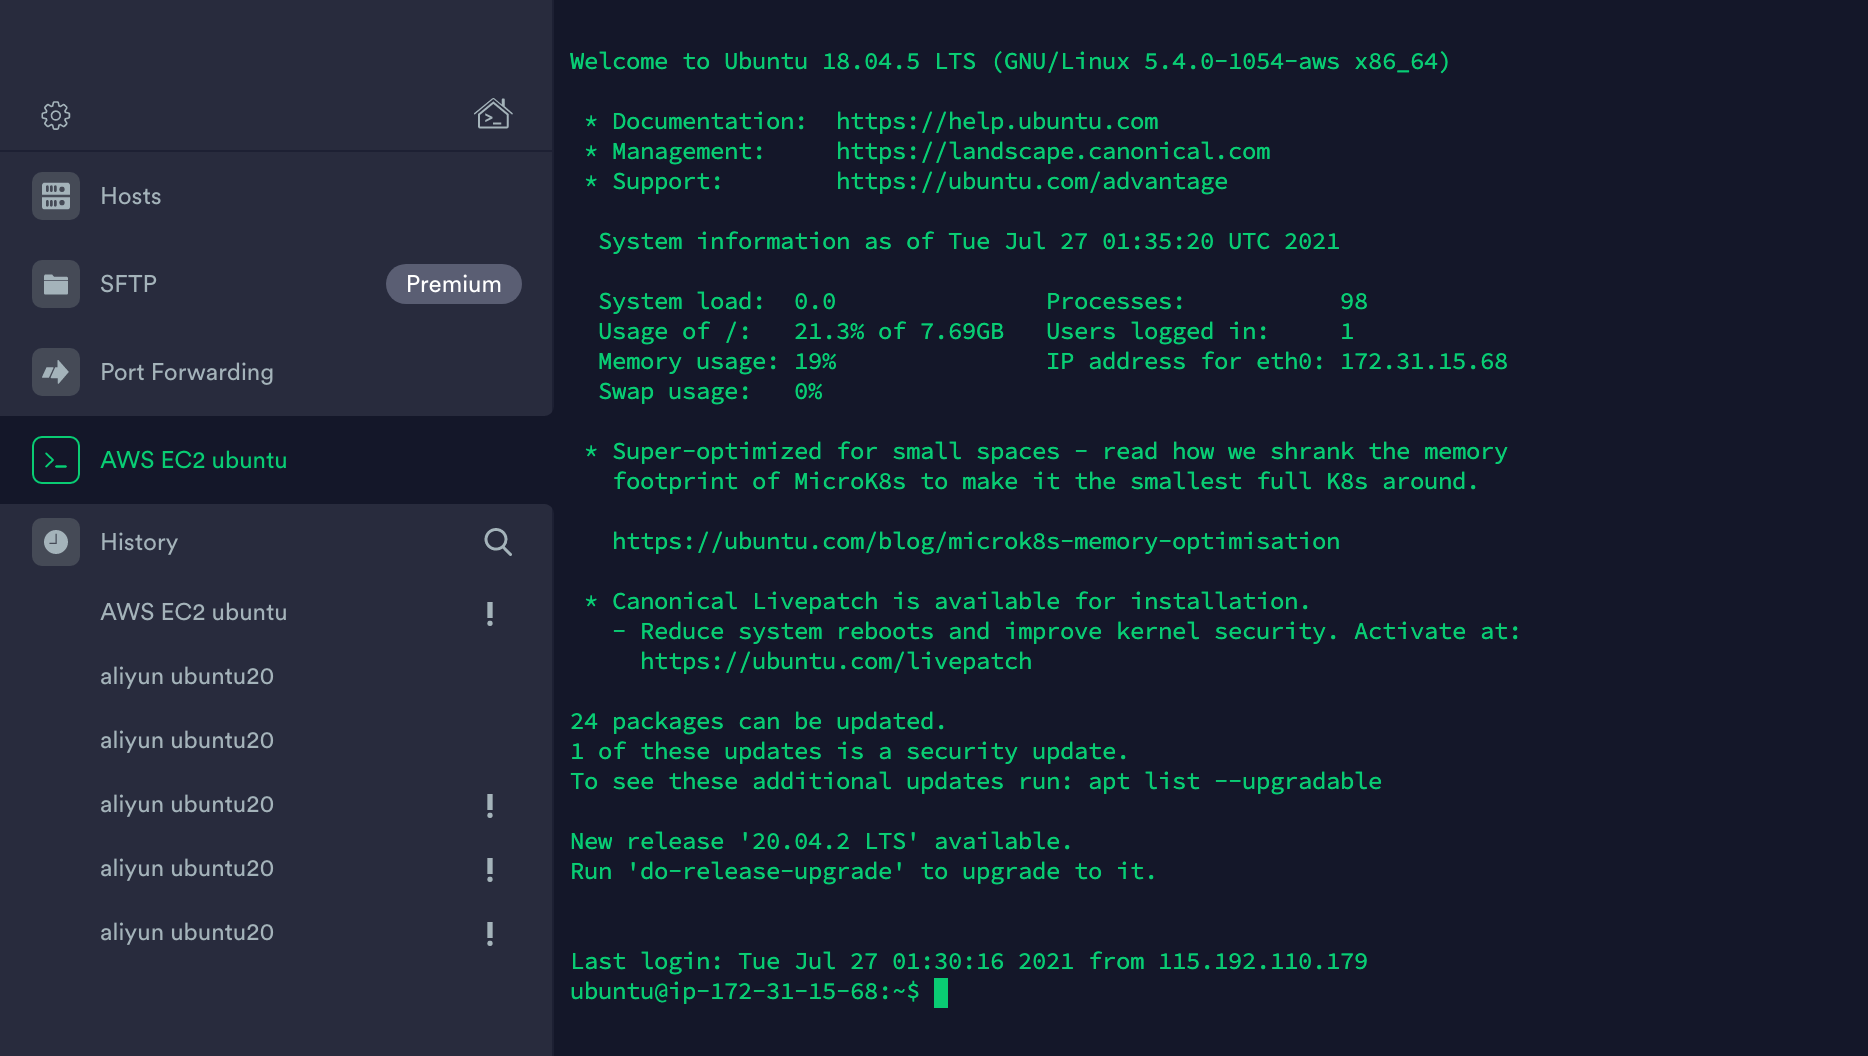 Hosts
SFTP Premium
Port Forwarding
AWS EC2 ubuntu
History
AWS EC2 ubuntu
aliyun ubuntu20
aliyun ubuntu20
aliyun ubuntu20
aliyun ubuntu20
aliyun ubuntu20
Welcome to Ubuntu 18.04.5 LTS (GNU/Linux 5.4.0-1054-aws x86_64)
* Documentation:  https://help.ubuntu.com
* Management:     https://landscape.canonical.com
* Support:        https://ubuntu.com/advantage
System information as of Tue Jul 27 01:35:20 UTC 2021
System load:  0.0               Processes:           98
Usage of /:   21.3% of 7.69GB   Users logged in:     1
Memory usage: 19%               IP address for eth0: 172.31.15.68
Swap usage:   0%
* Super-optimized for small spaces - read how we shrank the memory
footprint of MicroK8s to make it the smallest full K8s around.
https://ubuntu.com/blog/microk8s-memory-optimisation
* Canonical Livepatch is available for installation.
- Reduce system reboots and improve kernel security. Activate at:
https://ubuntu.com/livepatch
24 packages can be updated.
1 of these updates is a security update.
To see these additional updates run: apt list --upgradable
New release '20.04.2 LTS' available.
Run 'do-release-upgrade' to upgrade to it.
Last login: Tue Jul 27 01:30:16 2021 from 115.192.110.179
ubuntu@ip-172-31-15-68:~$